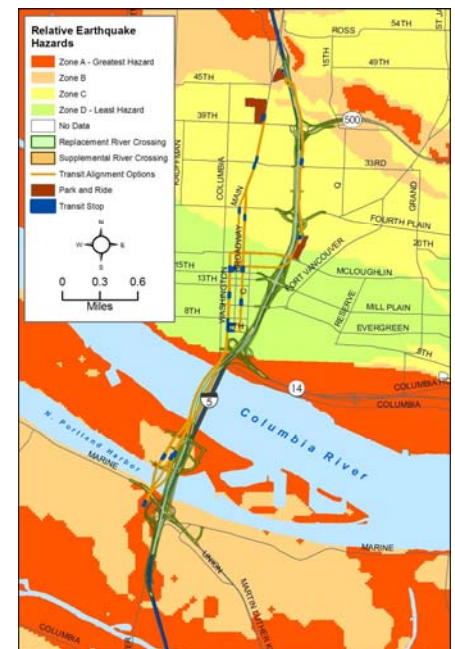 Relative Earthquake
Hazards
Zone A - Greatest Hazard
Zone B
Zone C
Zone D - Least Hazard
No Data
Replacement River Crossing
Supplemental River Crossing
Transit Alignment Options
Park and Ride
Transit Stop
N
W
E
S
0
0.3
0.6
Miles
54TH
ROSS
15TH
49TH
45TH
39TH
500
KAUFFMAN
COLUMBIA
MAIN
33RD
GRAND
FOURTH PLAIN
20TH
BROADWAY
15TH
13TH
MCLOUGHLIN
FORT VANCOUVER
WASHINGTON
8TH
RESERVE
MILL PLAIN
EVERGREEN
8TH
14
COLUMBIA
5
Columbia River
N. Portland Harbor
MARINE
MARINE
UNION
MARTIN LUTHER K
COLUMBIA